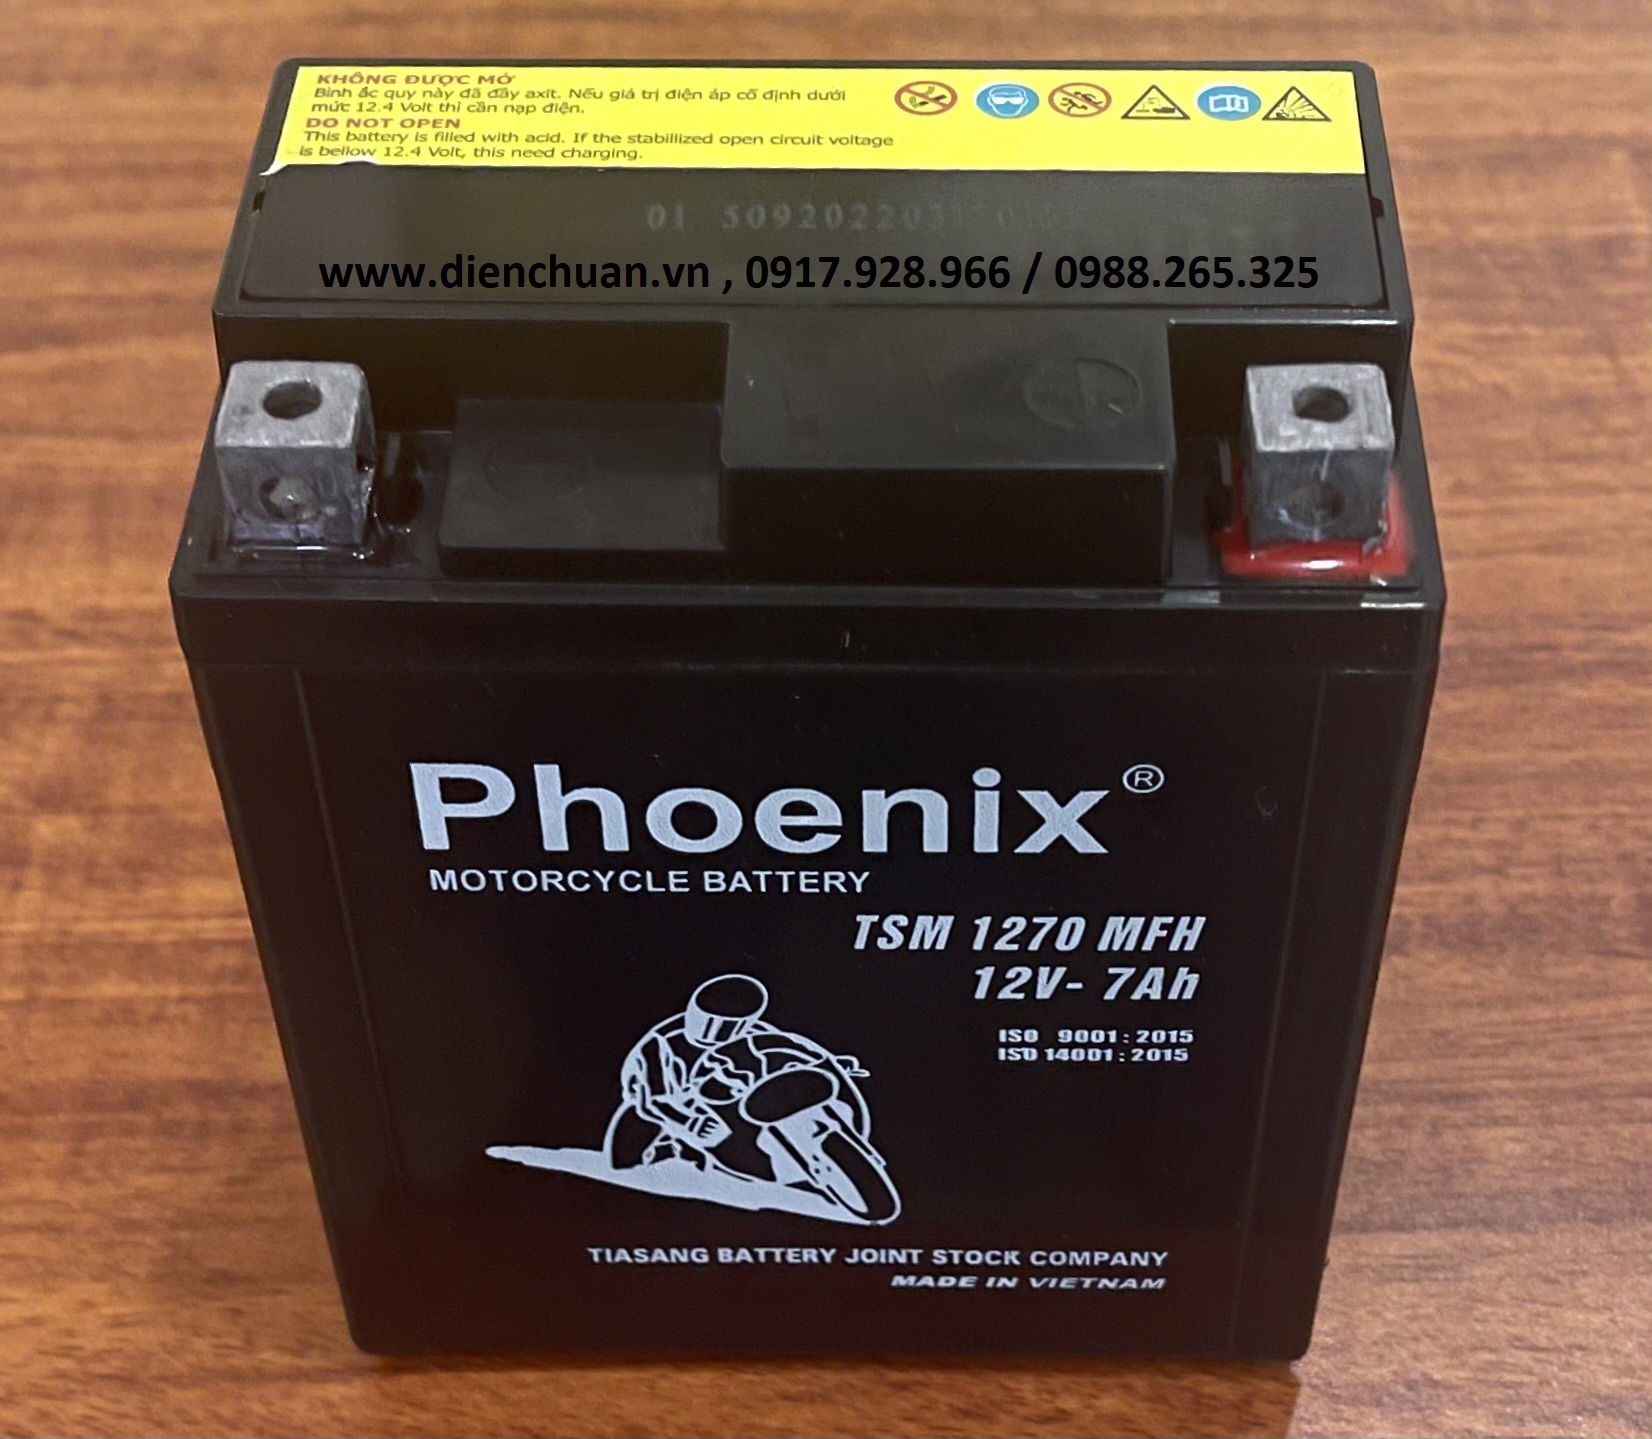 KHÔNG ĐƯỢC MỞ
Bình ắc quy này đã đầy axit. Nếu giá trị điện áp cố định dưới
mức 12.4 Volt thì cần nạp điện.
DO NOT OPEN
This battery is filled with acid. If the stabillized open circuit voltage
is bellow 12.4 Volt, this need charging.
01
www.dienchuan.vn , 0917.928.966 / 0988.265.325
Phoenix®
MOTORCYCLE BATTERY
TSM 1270 MFH
12V- 7Ah
ISO 9001 : 2015
ISO 14001 : 2015
TIASANG BATTERY JOINT STOCK COMPANY
MADE IN VIETNAM